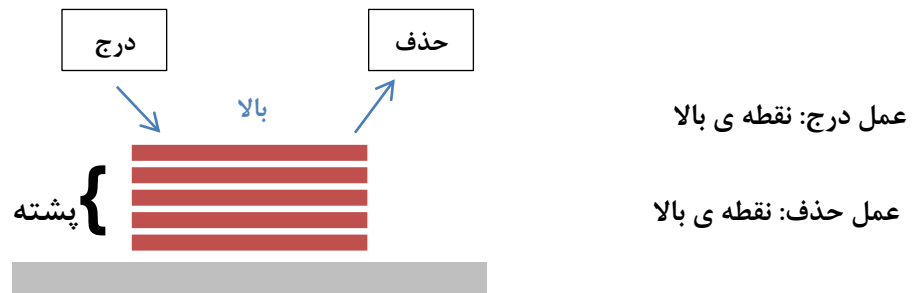 درج
حذف
بالا
عمل درج: نقطه ی بالا
پشته
عمل حذف: نقطه ی بالا